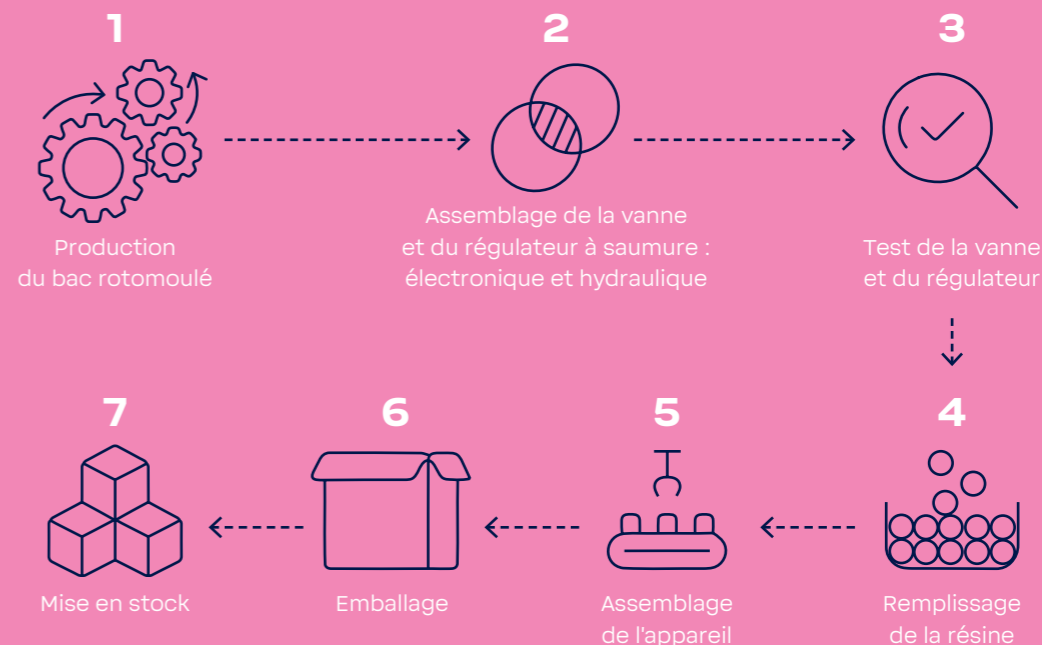 1
Production
du bac rotomoulé
2
Assemblage de la vanne
et du régulateur à saumure :
électronique et hydraulique
3
Test de la vanne
et du régulateur
4
Remplissage
de la résine
5
Assemblage
de l'appareil
6
Emballage
7
Mise en stock